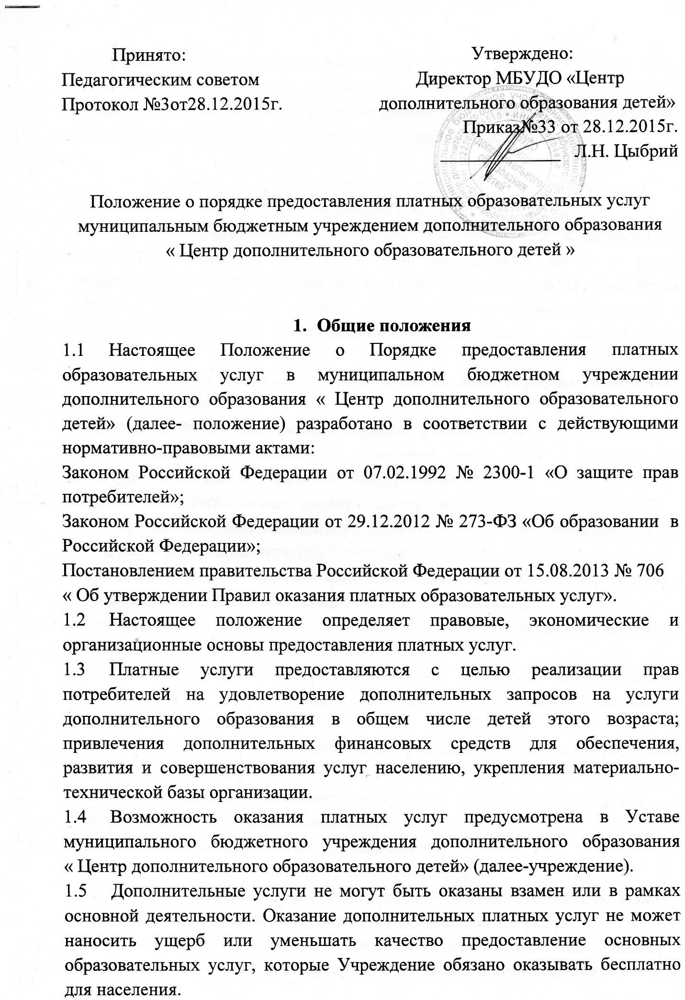 Принято:
Педагогическим советом
Протокол №3от28.12.2015г.
Утверждено:
Директор МБУДО «Центр
дополнительного образования детей»
Приказ№33 от 28.12.2015г.
Л.Н. Цыбрий
Положение о порядке предоставления платных образовательных услуг
муниципальным бюджетным учреждением дополнительного образования
« Центр дополнительного образовательного детей »
1. Общие положения
1.1 Настоящее Положение о Порядке предоставления платных
образовательных услуг в муниципальном бюджетном учреждении
дополнительного образования « Центр дополнительного образовательного
детей» (далее- положение) разработано в соответствии с действующими
нормативно-правовыми актами:
Законом Российской Федерации от 07.02.1992 № 2300-1 «О защите прав
потребителей»;
Законом Российской Федерации от 29.12.2012 № 273-ФЗ «Об образовании в
Российской Федерации»;
Постановлением правительства Российской Федерации от 15.08.2013 № 706
« Об утверждении Правил оказания платных образовательных услуг».
1.2 Настоящее положение определяет правовые, экономические и
организационные основы предоставления платных услуг.
1.3 Платные услуги предоставляются с целью реализации прав
потребителей на удовлетворение дополнительных запросов на услуги
дополнительного образования в общем числе детей этого возраста;
привлечения дополнительных финансовых средств для обеспечения,
развития и совершенствования услуг населению, укрепления материально-
технической базы организации.
1.4 Возможность оказания платных услуг предусмотрена в Уставе
муниципального бюджетного учреждения дополнительного образования
« Центр дополнительного образовательного детей» (далее-учреждение).
1.5 Дополнительные услуги не могут быть оказаны взамен или в рамках
основной деятельности. Оказание дополнительных платных услуг не может
наносить ущерб или уменьшать качество предоставление основных
образовательных услуг, которые Учреждение обязано оказывать бесплатно
для населения.